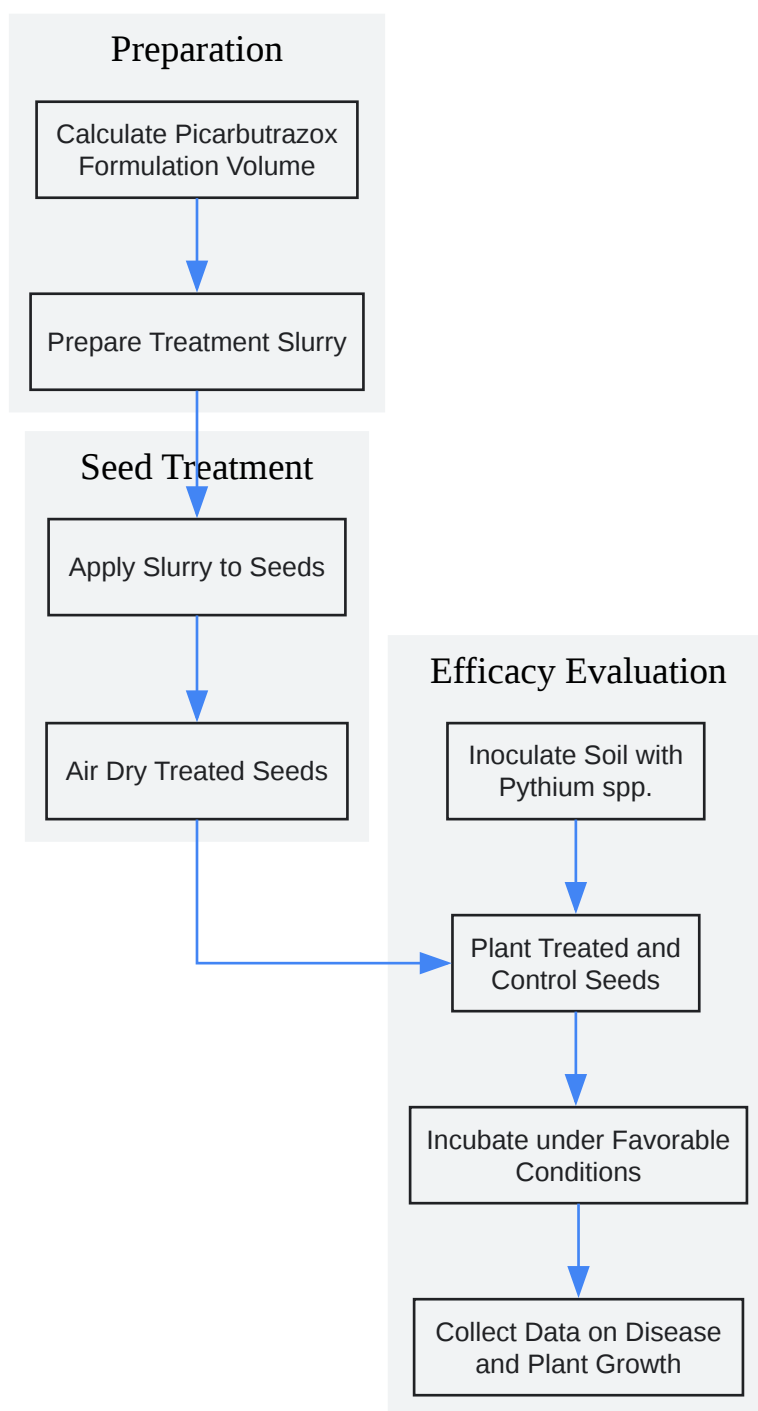 Preparation
Calculate Picarbutrazox
Formulation Volume
Prepare Treatment Slurry
Seed Treatment
Apply Slurry to Seeds
Air Dry Treated Seeds
Efficacy Evaluation
Inoculate Soil with
Pythium spp.
Plant Treated and
Control Seeds
Incubate under Favorable
Conditions
Collect Data on Disease
and Plant Growth